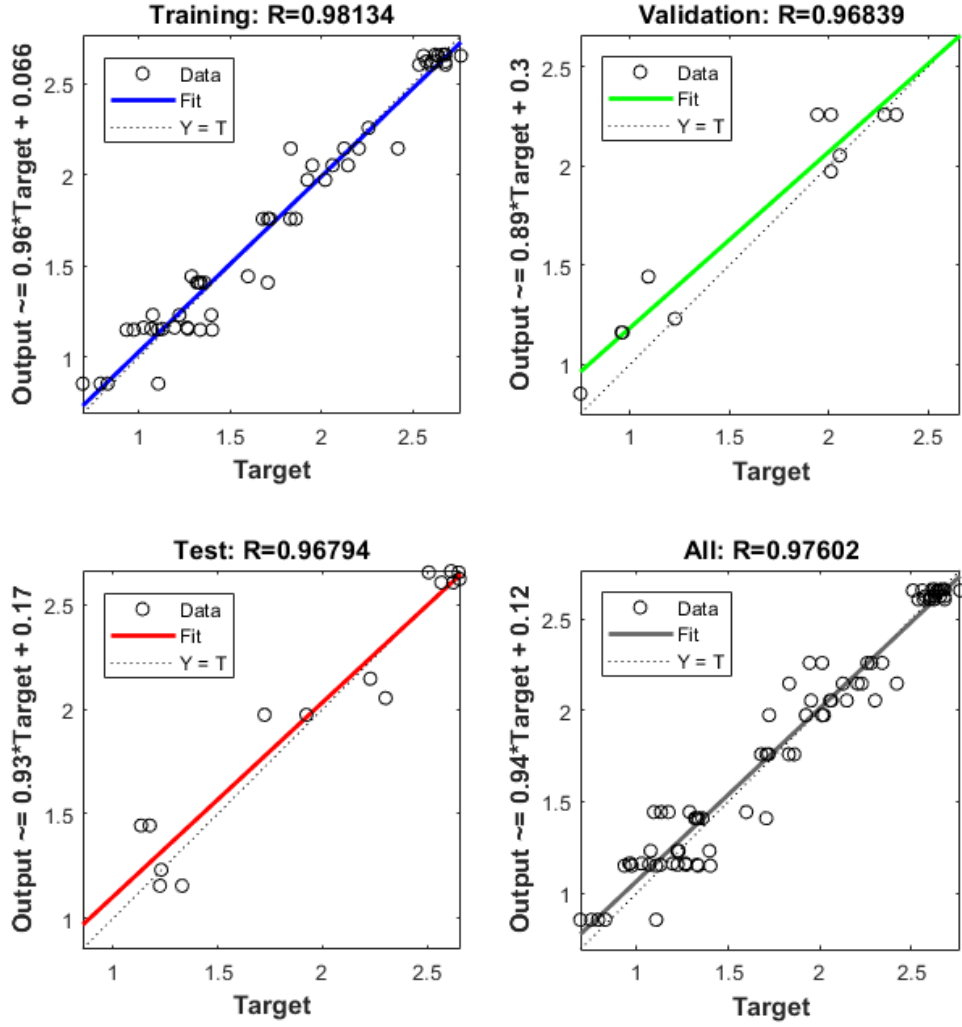 Training: R=0.98134
Output ~= 0.96*Target + 0.066
Data
Fit
Y = T
2.5
2
1.5
1
1
1.5
2
2.5
Target
Validation: R=0.96839
Output ~= 0.89*Target + 0.3
Data
Fit
Y = T
2.5
2
1.5
1
1
1.5
2
2.5
Target
Test: R=0.96794
Output ~= 0.93*Target + 0.17
Data
Fit
Y = T
2.5
2
1.5
1
1
1.5
2
2.5
Target
All: R=0.97602
Output ~= 0.94*Target + 0.12
Data
Fit
Y = T
2.5
2
1.5
1
1
1.5
2
2.5
Target